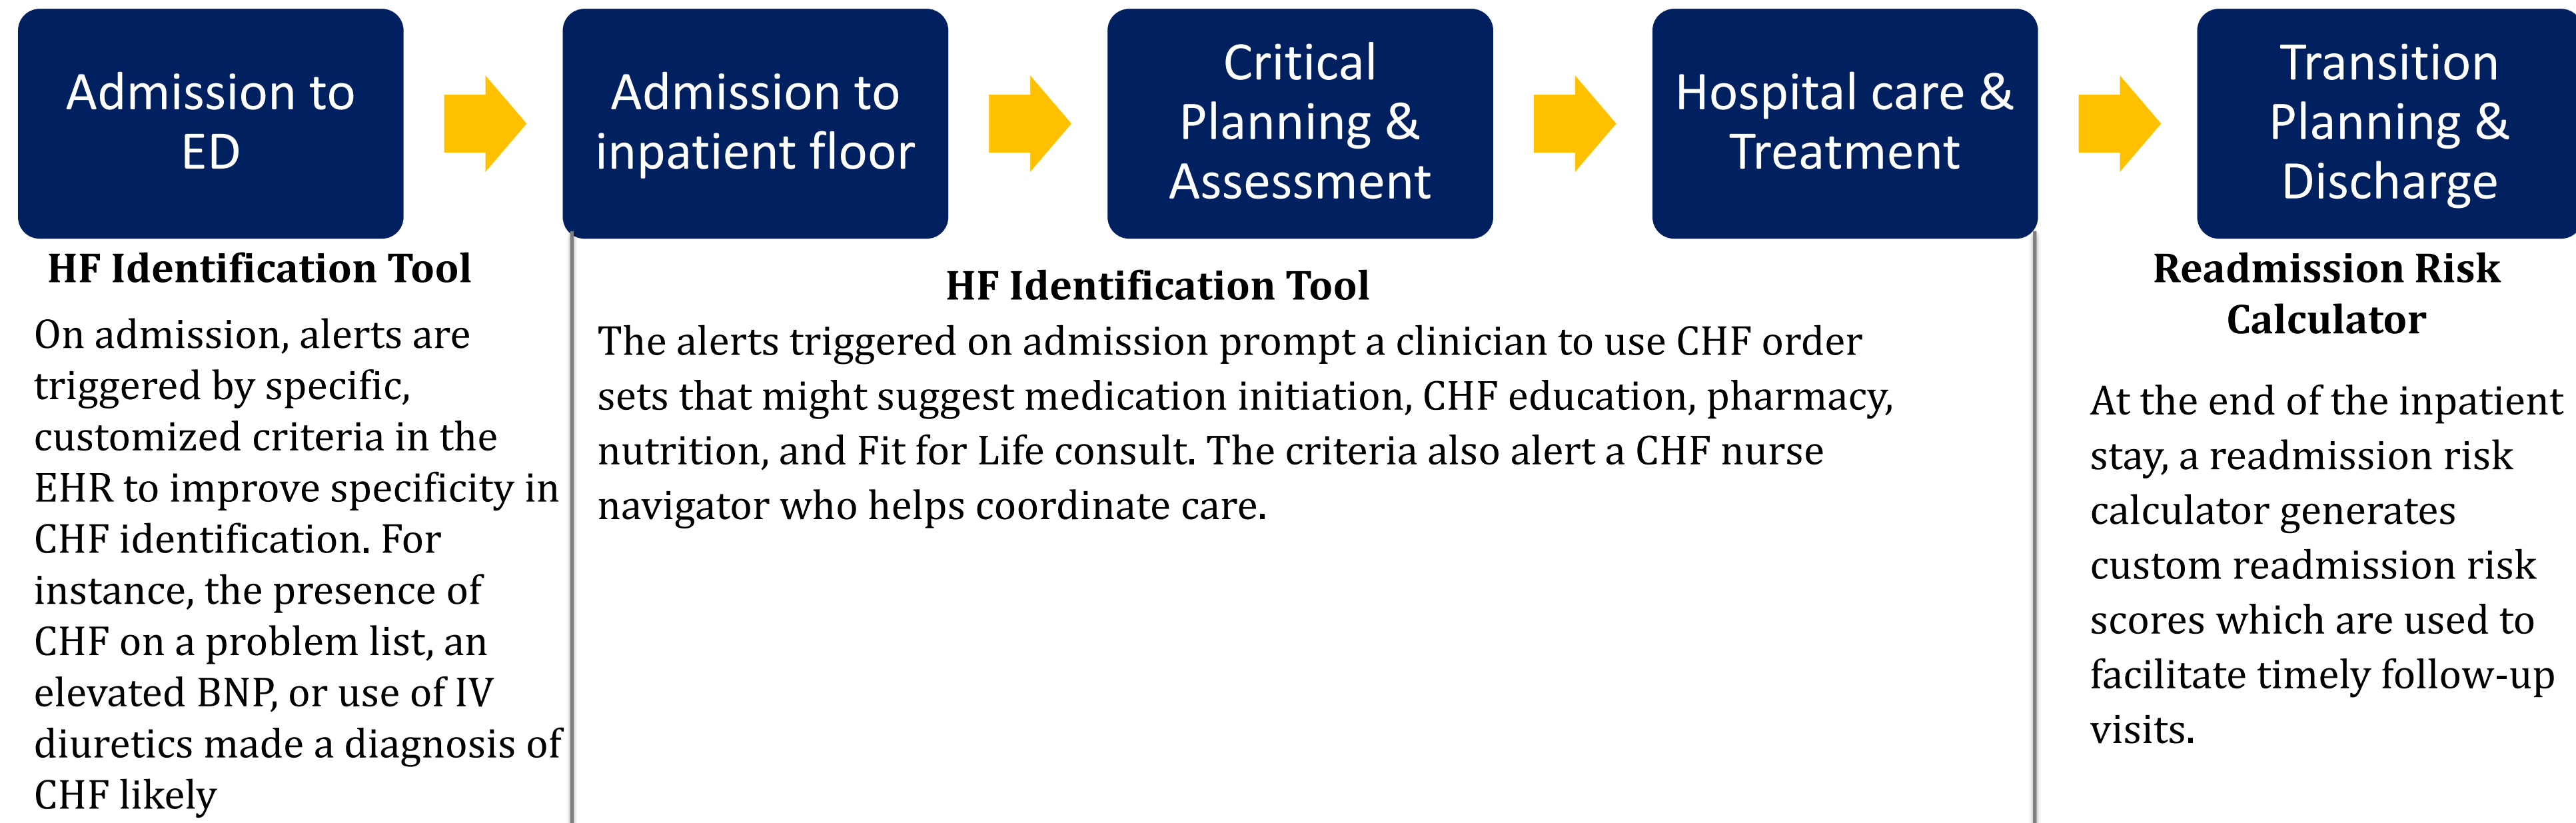 Admission to
ED
Admission to
inpatient floor
Critical
Planning &
Assessment
Hospital care &
Treatment
Transition
Planning &
Discharge
HF Identification Tool
On admission, alerts are
triggered by specific,
customized criteria in the
EHR to improve specificity in
CHF identification. For
instance, the presence of
CHF on a problem list, an
elevated BNP, or use of IV
diuretics made a diagnosis of
CHF likely
HF Identification Tool
The alerts triggered on admission prompt a clinician to use CHF order
sets that might suggest medication initiation, CHF education, pharmacy,
nutrition, and Fit for Life consult. The criteria also alert a CHF nurse
navigator who helps coordinate care.
Readmission Risk
Calculator
At the end of the inpatient
stay, a readmission risk
calculator generates
custom readmission risk
scores which are used to
facilitate timely follow-up
visits.